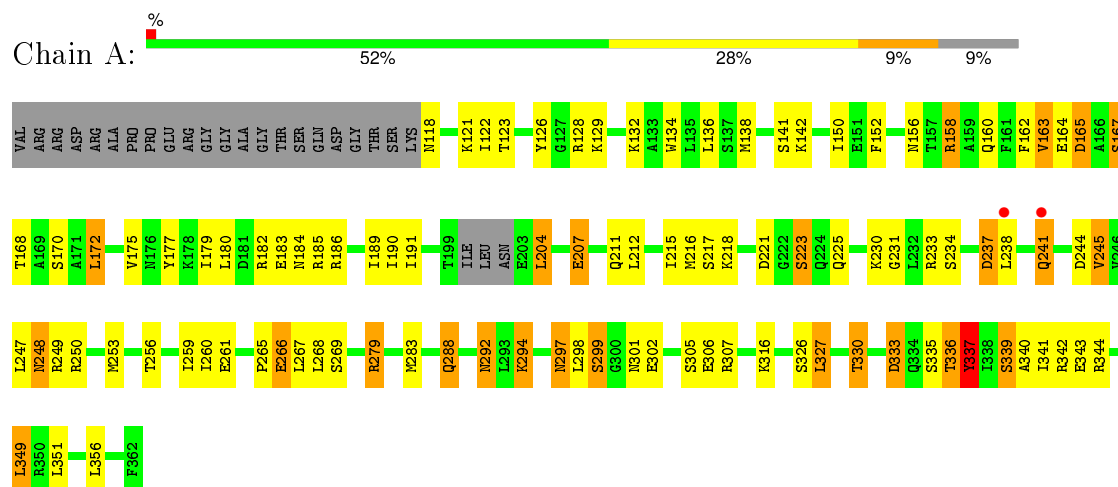 %
Chain A:
52% 28% 9% 9%
VAL ARG ARG ASP ARG ALA PRO PRO GLU ARG GLY GLY ALA GLY THR SER GLN ASP GLY THR SER LYS N118 K121 I122 T123 Y126 G127 R128 K129 K132 A133 W134 L135 L136 S137 M138 S141 K142 I150 E151 F152 N156 T157 R158 A159 Q160 F161 F162 V163 E164 D165 A166 S167
T168 A169 S170 A171 L172 V175 N176 Y177 K178 I179 L180 D181 R182 E183 N184 R185 R186 I189 I190 I191 T199 ILE LEU ASN E203 L204 E207 Q211 L212 I215 M216 S217 K218 D221 G222 S223 Q224 Q225 K230 G231 L232 R233 S234 D237 L238 Q241 D244 V245 V246
L247 N248 R249 R250 M253 T256 I259 I260 E261 P265 E266 L267 L268 S269 R279 M283 Q288 N292 L293 K294 N297 L298 S299 G300 N301 E302 S305 E306 R307 K316 S326 L327 T330 D333 Q334 S335 T336 Y337 I338 S339 A340 I341 R342 E343 R344
L349 R350 L351 L356 F362